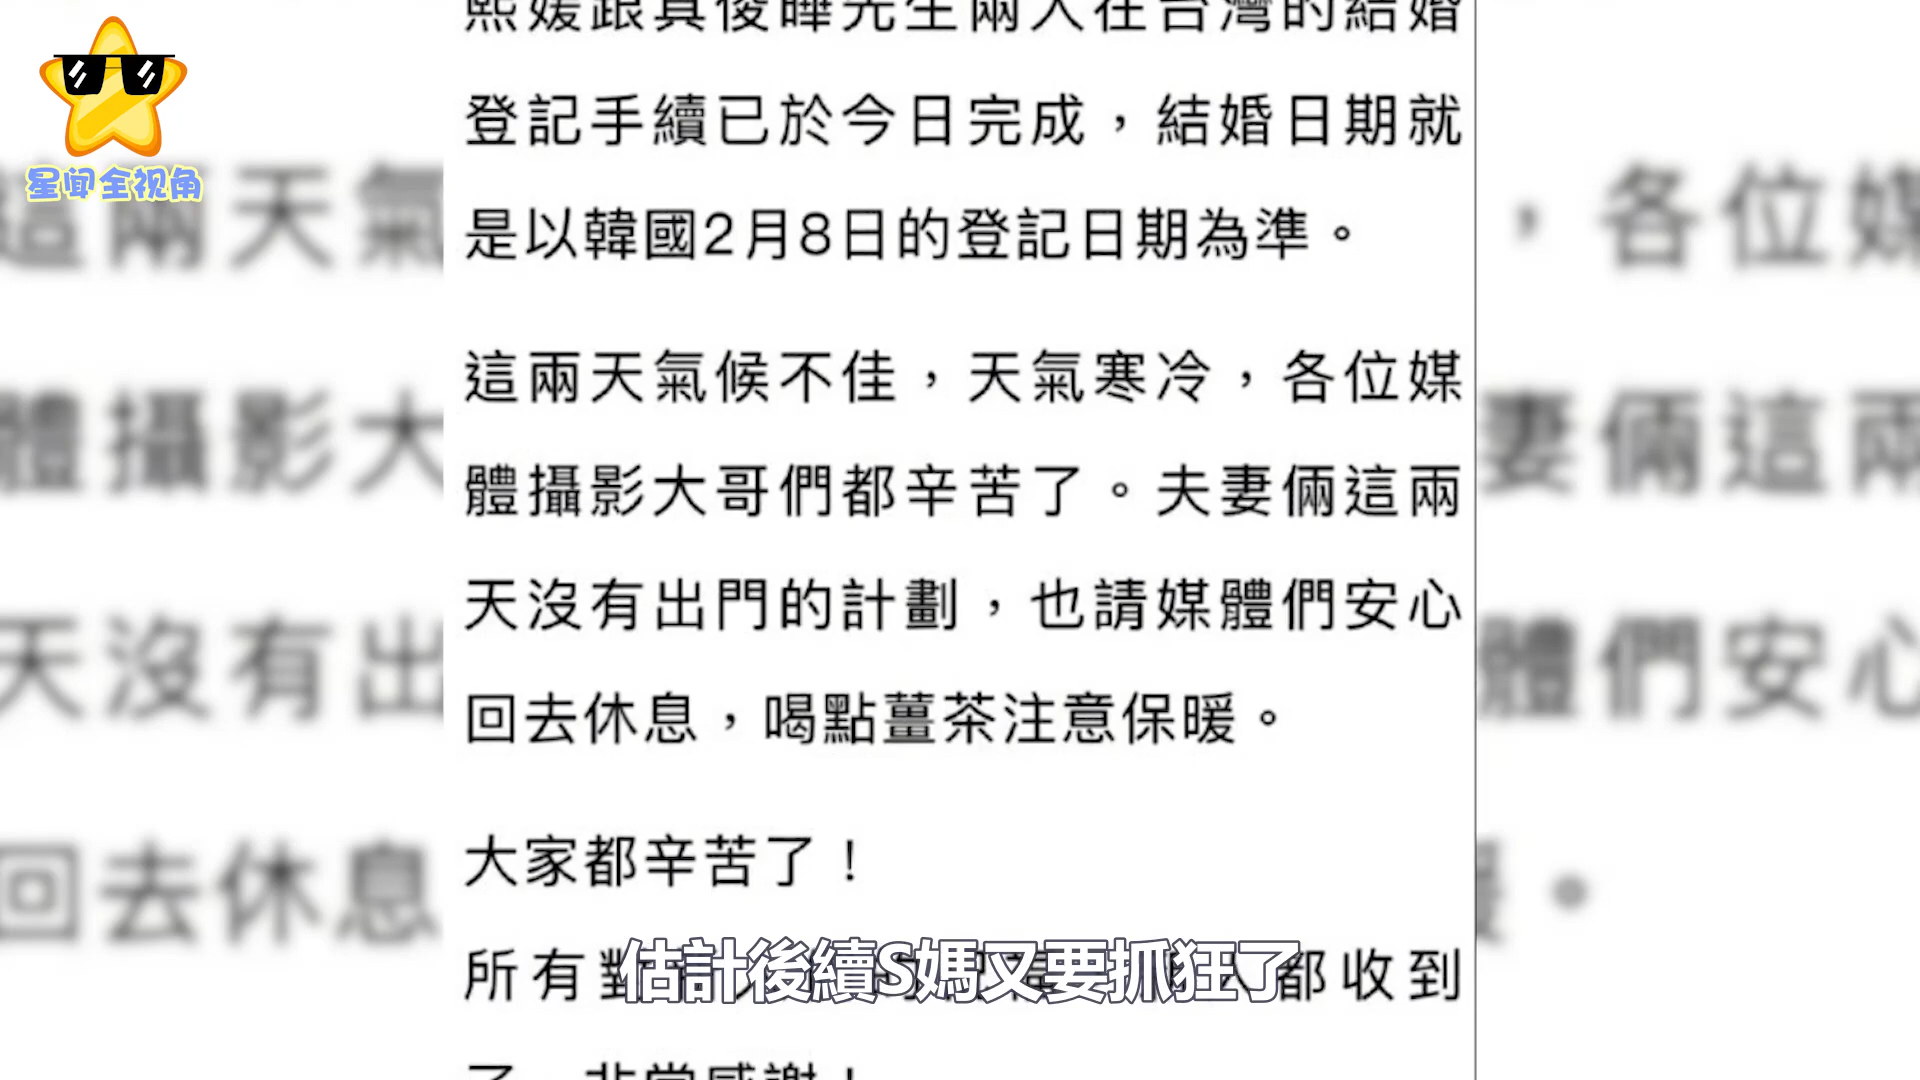 星闻全视角
熙媛跟具俊曄先生兩人在台灣的結婚
登記手續已於今日完成，結婚日期就
是以韓國2月8日的登記日期為準。
這兩天氣候不佳，天氣寒冷，各位媒
體攝影大哥們都辛苦了。夫妻倆這兩
天沒有出門的計劃，也請媒體們安心
回去休息，喝點薑茶注意保暖。
大家都辛苦了！
所有對都收到
估計後續S媽又要抓狂了
了，非常感謝！